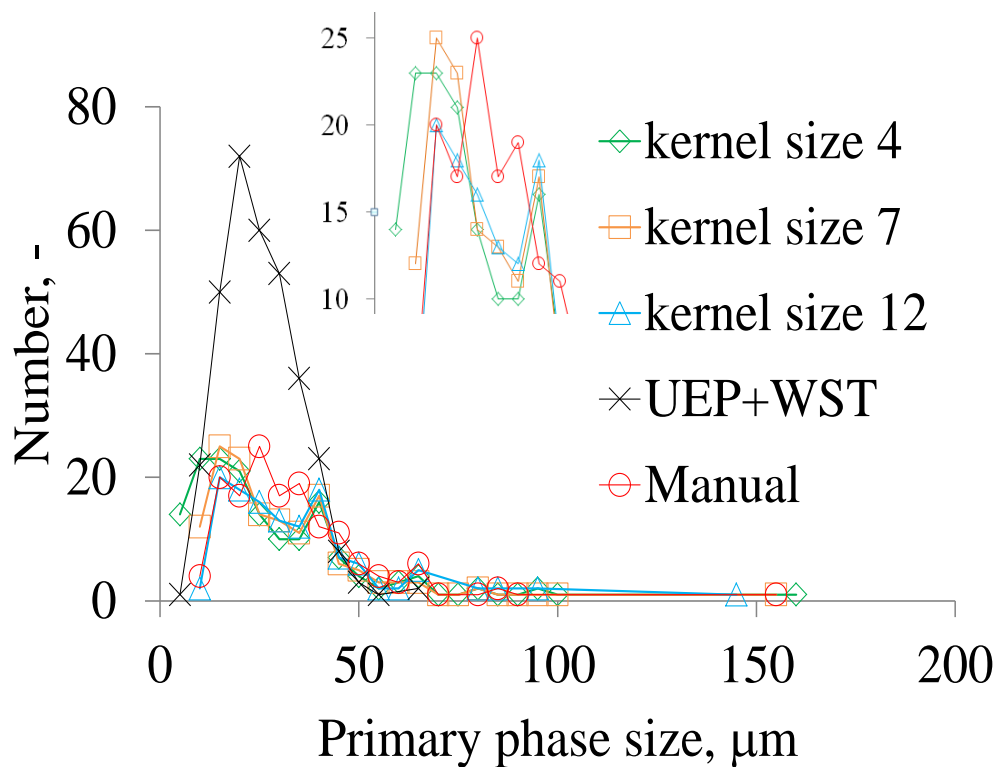 25
20
15
10
80
60
40
20
0
Number, -
kernel size 4
kernel size 7
kernel size 12
UEP+WST
Manual
0 50 100 150 200
Primary phase size, μm